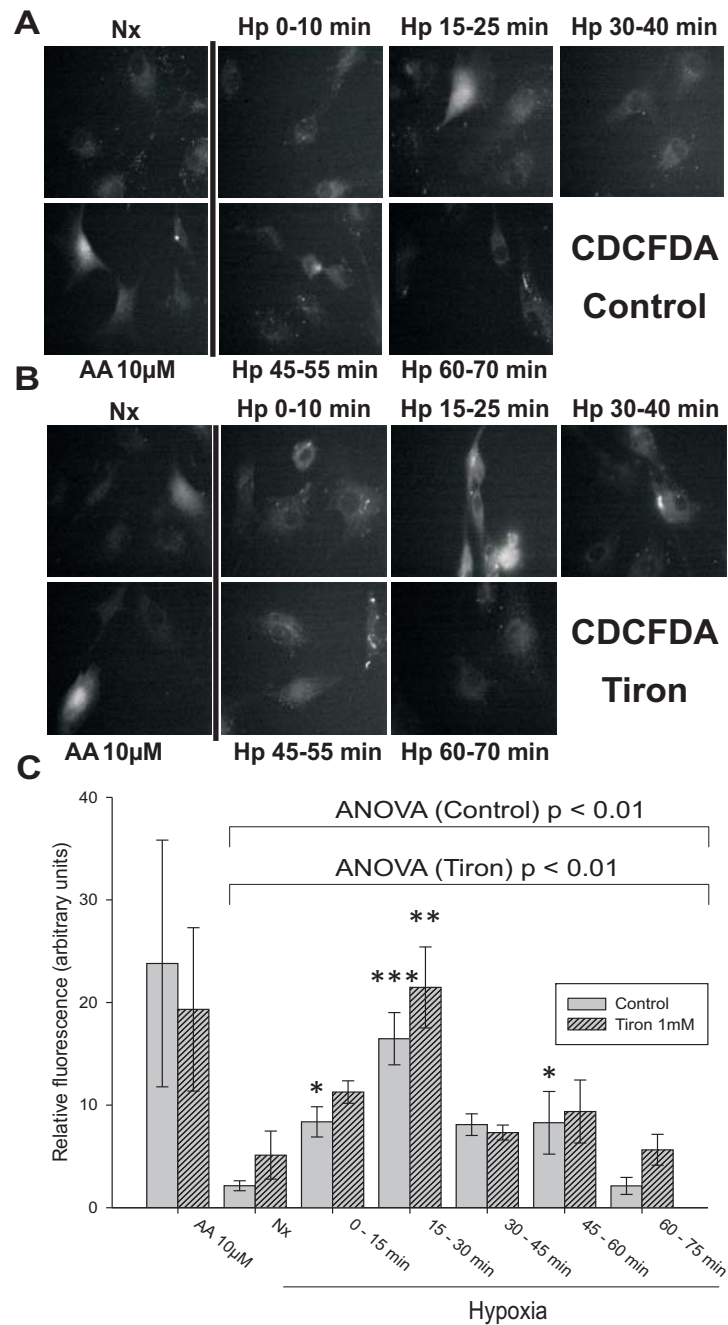 A
Nx
Hp 0-10 min
Hp 15-25 min
Hp 30-40 min
CDCFDA
Control
AA 10µM
Hp 45-55 min
Hp 60-70 min
B
Nx
Hp 0-10 min
Hp 15-25 min
Hp 30-40 min
CDCFDA
Tiron
AA 10µM
Hp 45-55 min
Hp 60-70 min
C
40
30
20
10
0
Relative fluorescence (arbitrary units)
ANOVA (Control) p < 0.01
ANOVA (Tiron) p < 0.01
**
***
*
*
Control
Tiron 1mM
AA 10µM
Nx
0 - 15 min
15 - 30 min
30 - 45 min
45 - 60 min
60 - 75 min
Hypoxia